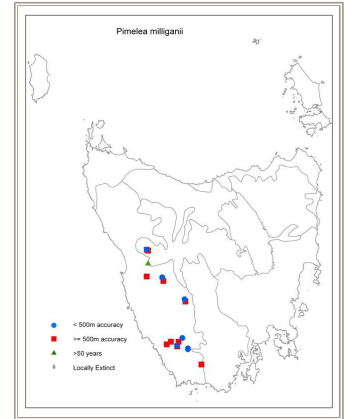 Pimelea milliganii
< 500m accuracy
>= 500m accuracy
>50 years
Locally Extinct